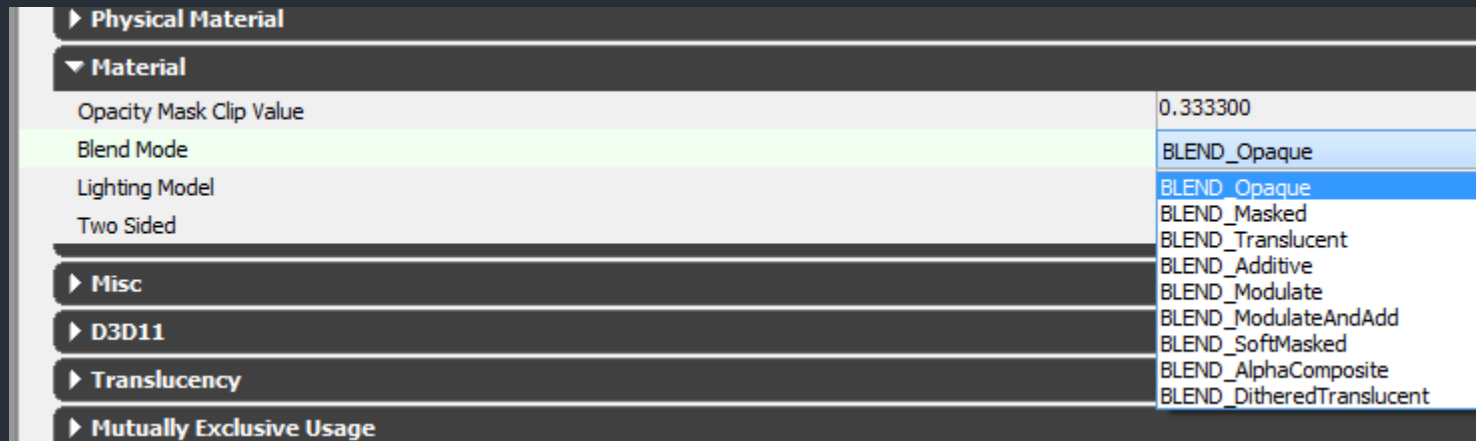 Physical Material
Material
Opacity Mask Clip Value 0.333300
Blend Mode BLEND_Opaque
Lighting Model BLEND_Opaque
BLEND_Masked
Two Sided BLEND_Translucent
BLEND_Additive
Misc BLEND_Modulate
BLEND_ModulateAndAdd
D3D11 BLEND_SoftMasked
Translucency BLEND_AlphaComposite
BLEND_DitheredTranslucent
Mutually Exclusive Usage